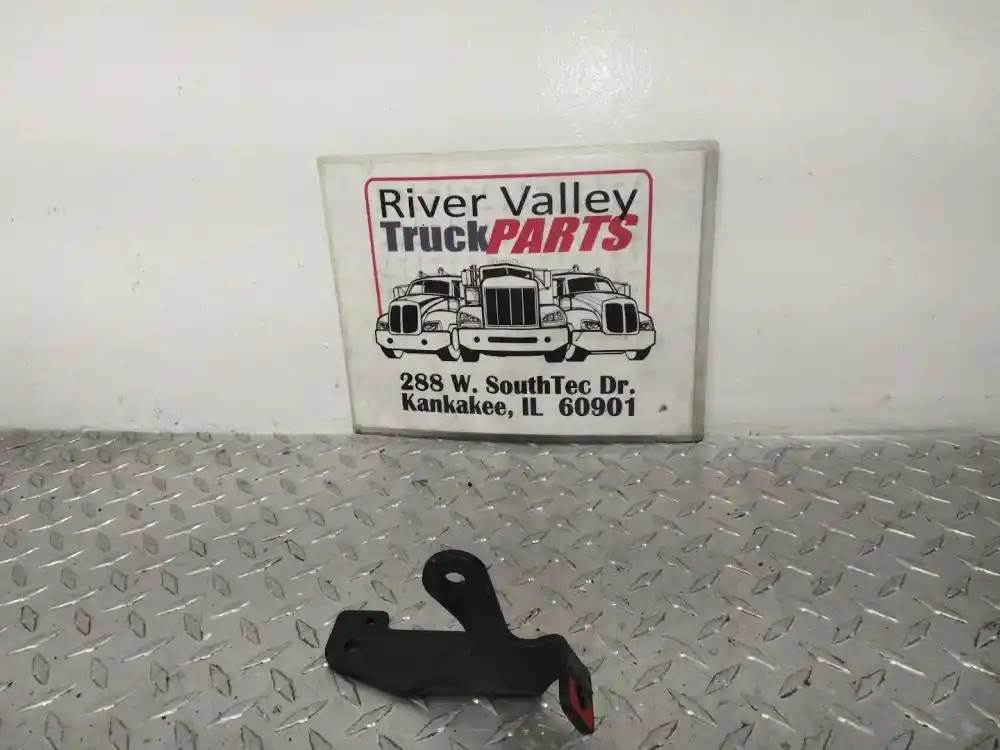 River Valley
TruckPARTS
288 W. SouthTec Dr.
Kankakee, IL 60901